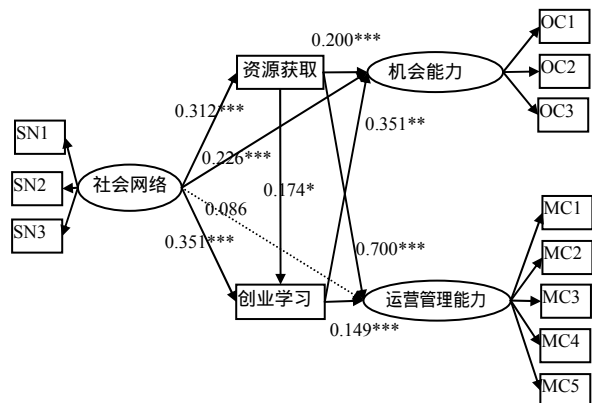 OC1
0.200***
资源获取
机会能力
OC2
OC3
0.312***
0.351**
SN1
0.226***
社会网络
SN2
0.174*
0.086
MC1
SN3
0.351***
0.700***
MC2
创业学习
运营管理能力
MC3
0.149***
MC4
MC5